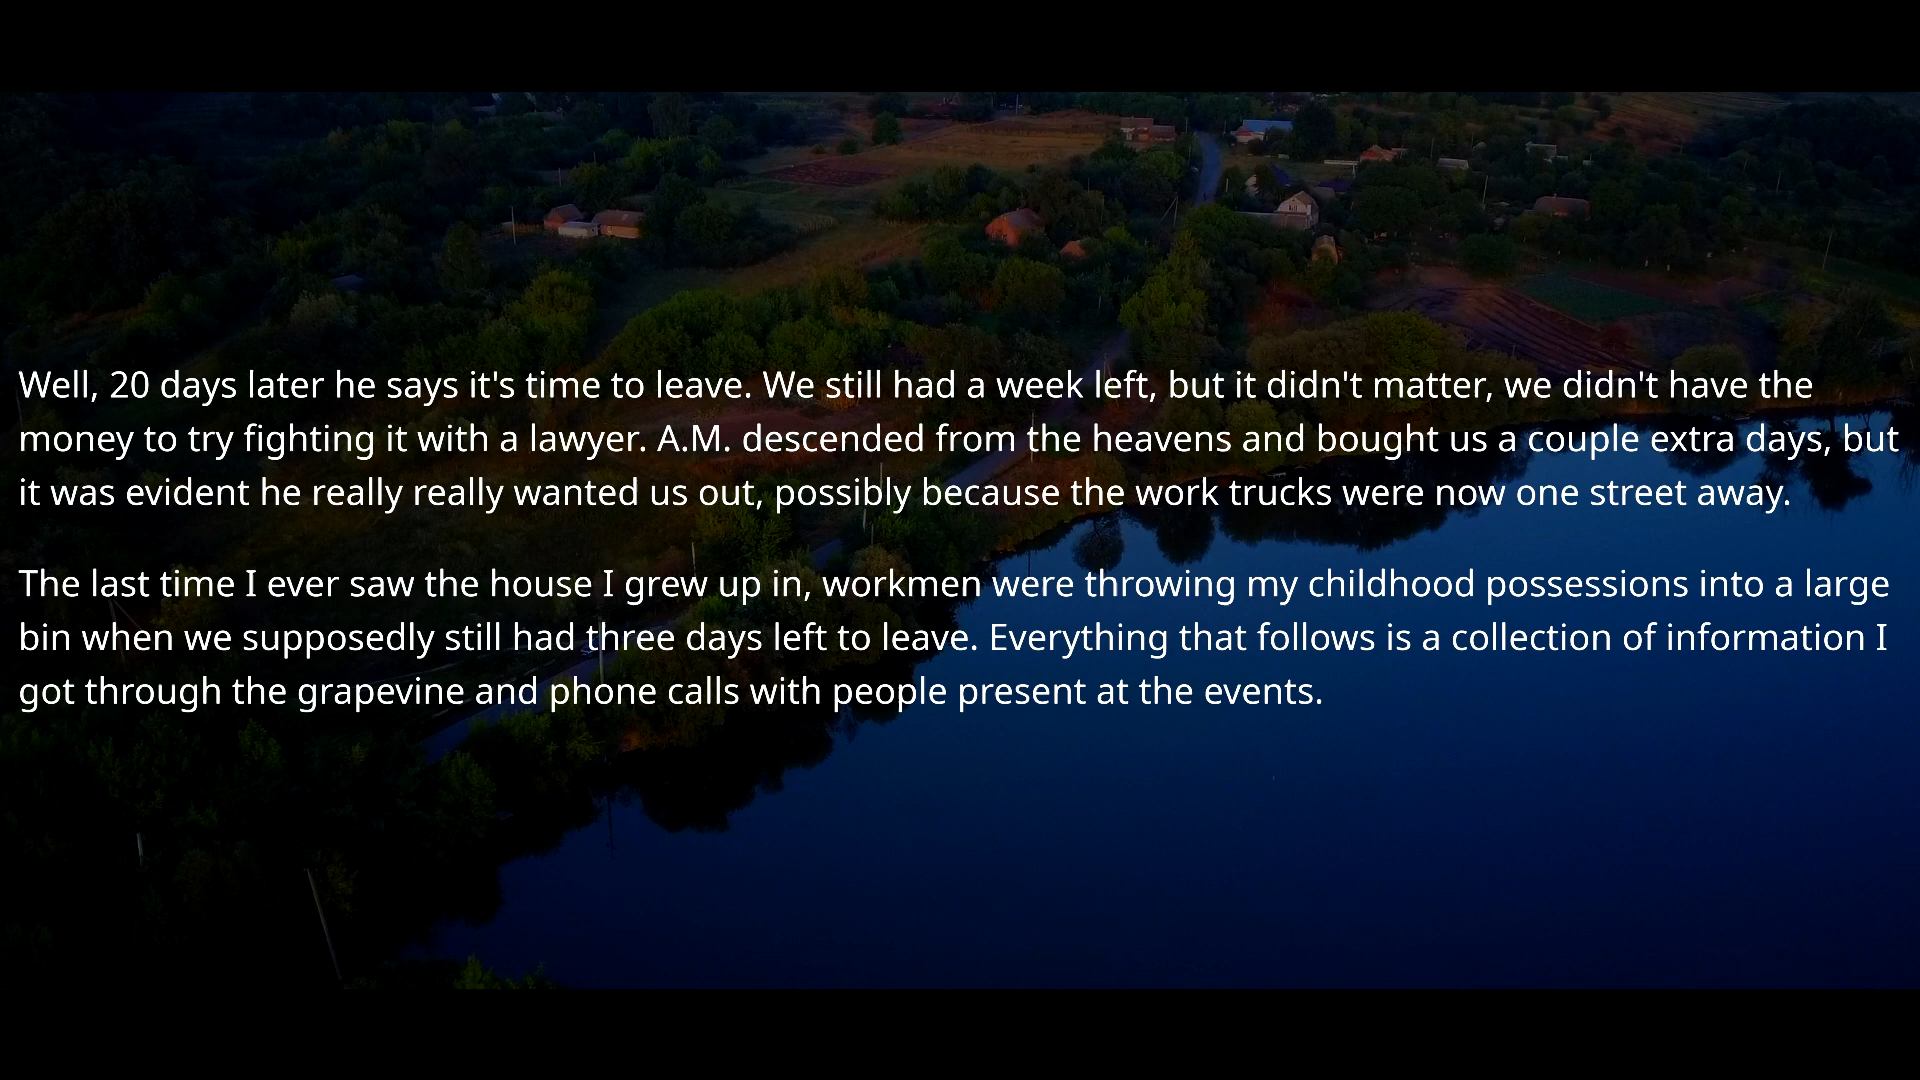 Well, 20 days later he says it's time to leave. We still had a week left, but it didn't matter, we didn't have the
money to try fighting it with a lawyer. A.M. descended from the heavens and bought us a couple extra days, but
it was evident he really really wanted us out, possibly because the work trucks were now one street away.
The last time I ever saw the house I grew up in, workmen were throwing my childhood possessions into a large
bin when we supposedly still had three days left to leave. Everything that follows is a collection of information I
got through the grapevine and phone calls with people present at the events.